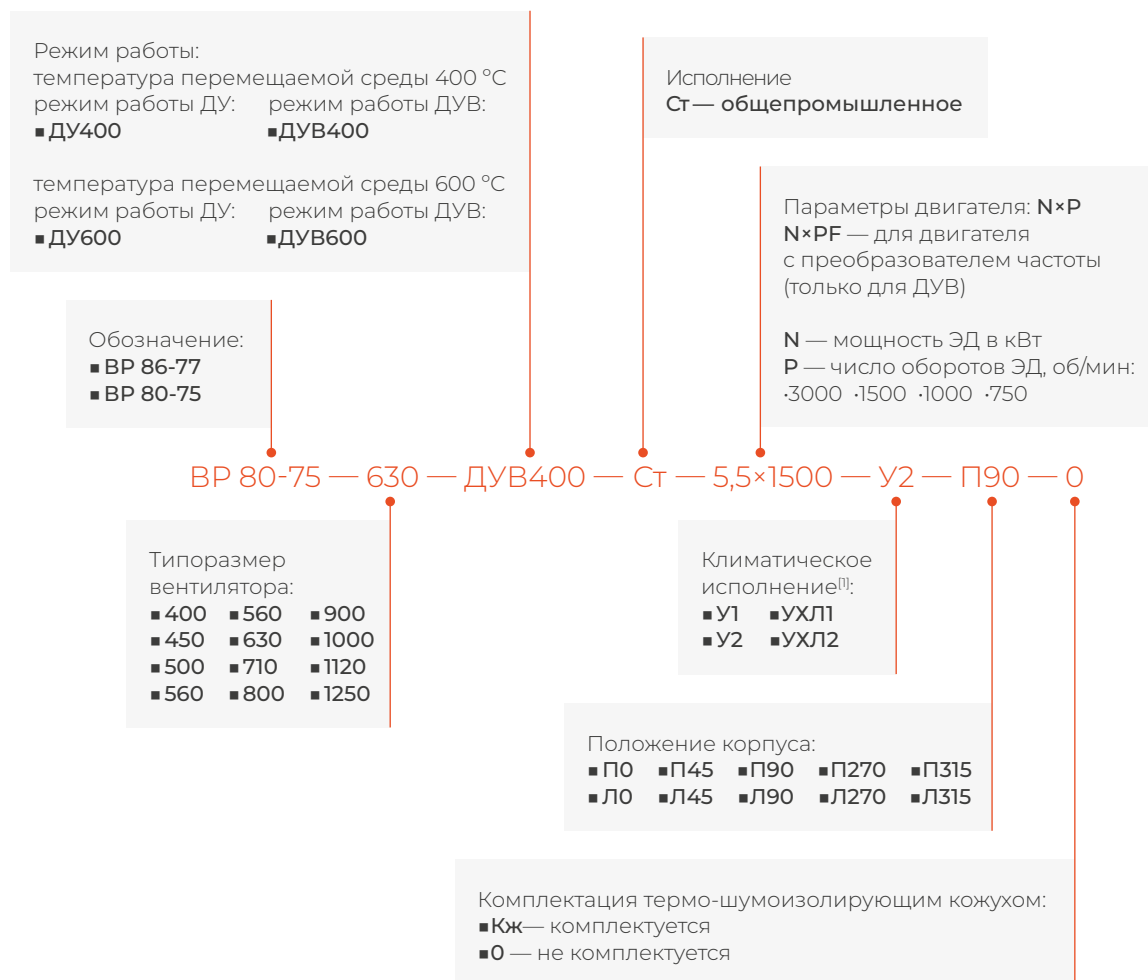 Режим работы:
температура перемещаемой среды 400 °С
режим работы ДУ: режим работы ДУВ:
▪ ДУ400 ▪ ДУВ400
температура перемещаемой среды 600 °С
режим работы ДУ: режим работы ДУВ:
▪ ДУ600 ▪ ДУВ600
Исполнение
Ст — общепромышленное
Параметры двигателя: N×P
N×PF — для двигателя
с преобразователем частоты
(только для ДУВ)
N — мощность ЭД в кВт
P — число оборотов ЭД, об/мин:
·3000 ·1500 ·1000 ·750
Обозначение:
▪ ВР 86-77
▪ ВР 80-75
ВР 80-75 — 630 — ДУВ400 — Ст — 5,5×1500 — У2 — П90 — 0
Типоразмер
вентилятора:
▪ 400 ▪ 560 ▪ 900
▪ 450 ▪ 630 ▪ 1000
▪ 500 ▪ 710 ▪ 1120
▪ 560 ▪ 800 ▪ 1250
Климатическое
исполнение[1]:
▪ У1 ▪ УХЛ1
▪ У2 ▪ УХЛ2
Положение корпуса:
▪ П0 ▪ П45 ▪ П90 ▪ П270 ▪ П315
▪ Л0 ▪ Л45 ▪ Л90 ▪ Л270 ▪ Л315
Комплектация термо-шумоизолирующим кожухом:
▪ Кж — комплектуется
▪ 0 — не комплектуется